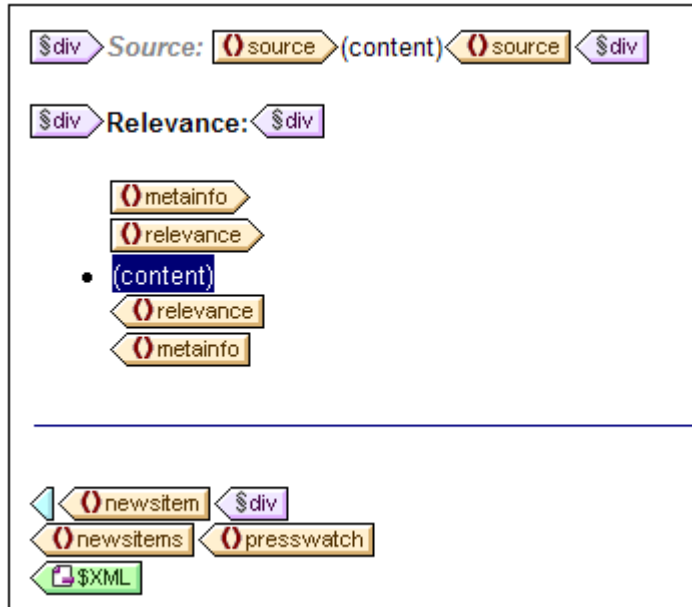 §div Source: ()source (content) ()source §div
§div Relevance: §div
()metainfo
()relevance
• (content)
()relevance
()metainfo
()newsitem §div
()newsitems ()presswatch
$XML